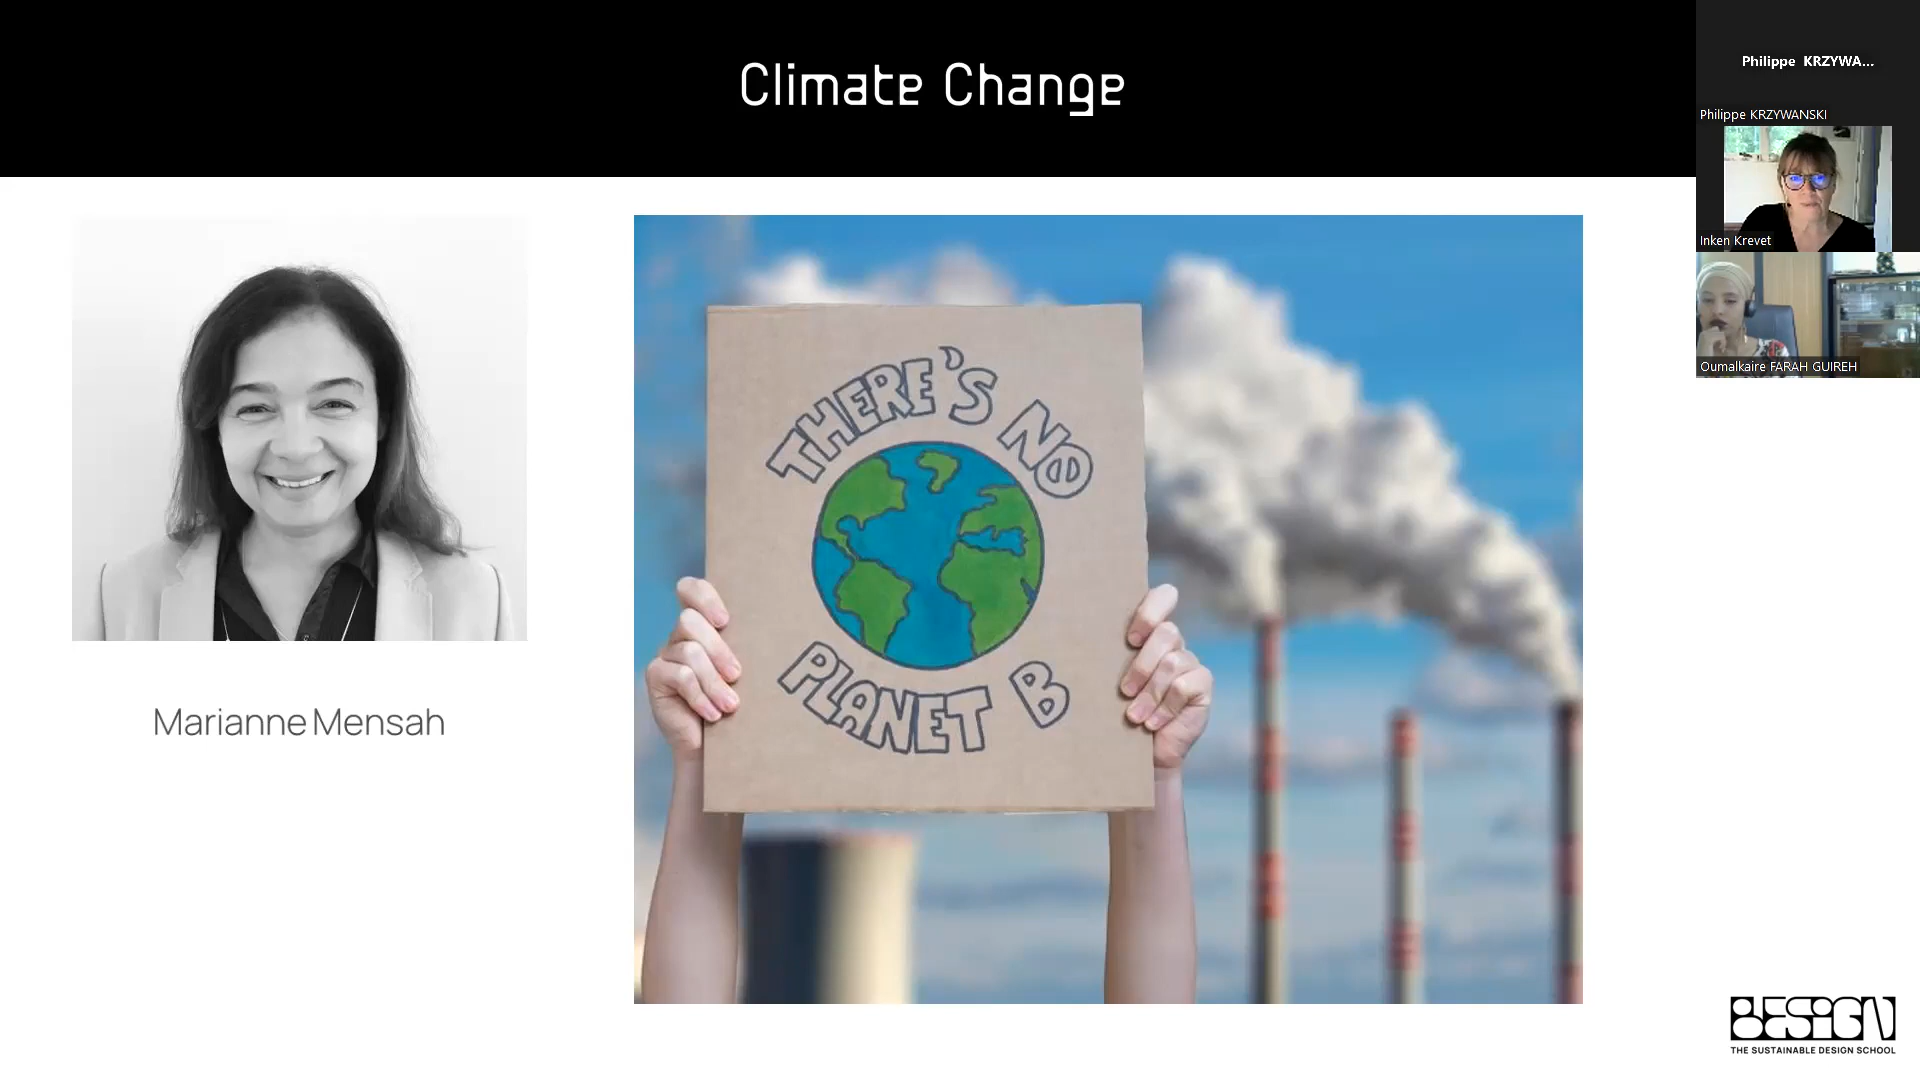 Climate Change
Philippe KRZYWA...
Philippe KRZYWANSKI
Inken Krevet
Oumalkaire FARAH GUIREH
THERE'S NO
PLANET B
Marianne Mensah
DESIGN
THE SUSTAINABLE DESIGN SCHOOL